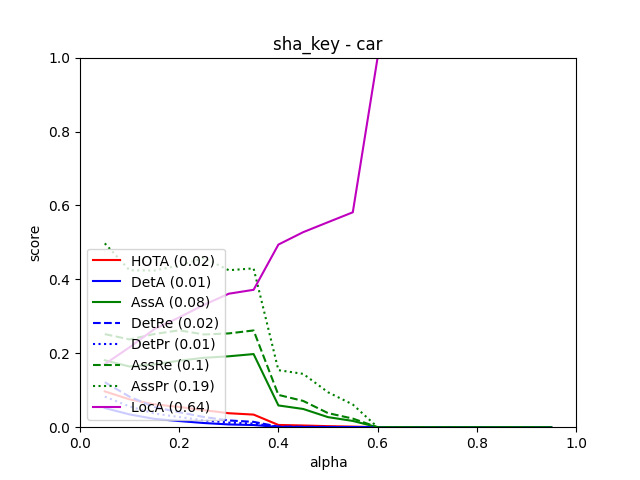 sha_key - car
score
1.0
0.8
0.6
0.4
0.2
0.0
HOTA (0.02)
DetA (0.01)
AssA (0.08)
DetRe (0.02)
DetPr (0.01)
AssRe (0.1)
AssPr (0.19)
LocA (0.64)
0.0 0.2 0.4 0.6 0.8 1.0
alpha